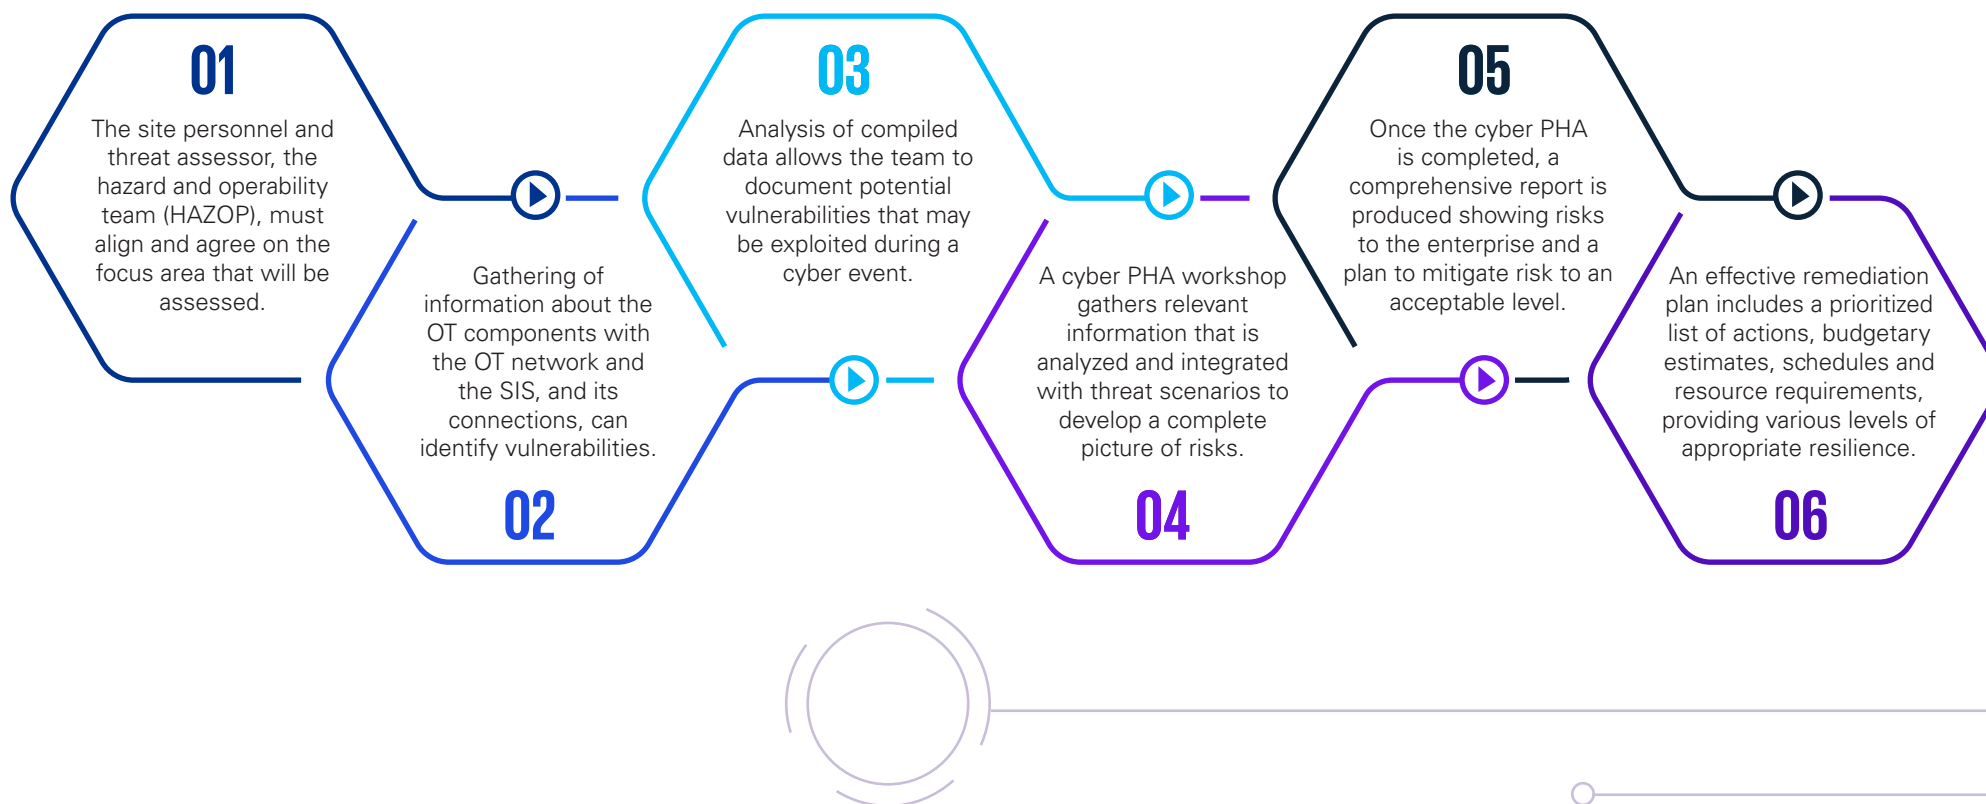 01
The site personnel and
threat assessor, the
hazard and operability
team (HAZOP), must
align and agree on the
focus area that will be
assessed.
Gathering of
information about the
OT components with
the OT network and
the SIS, and its
connections, can
identify vulnerabilities.
02
03
Analysis of compiled
data allows the team to
document potential
vulnerabilities that may
be exploited during a
cyber event.
A cyber PHA workshop
gathers relevant
information that is
analyzed and integrated
with threat scenarios to
develop a complete
picture of risks.
04
05
Once the cyber PHA
is completed, a
comprehensive report is
produced showing risks
to the enterprise and a
plan to mitigate risk to an
acceptable level.
An effective remediation
plan includes a prioritized
list of actions, budgetary
estimates, schedules and
resource requirements,
providing various levels of
appropriate resilience.
06